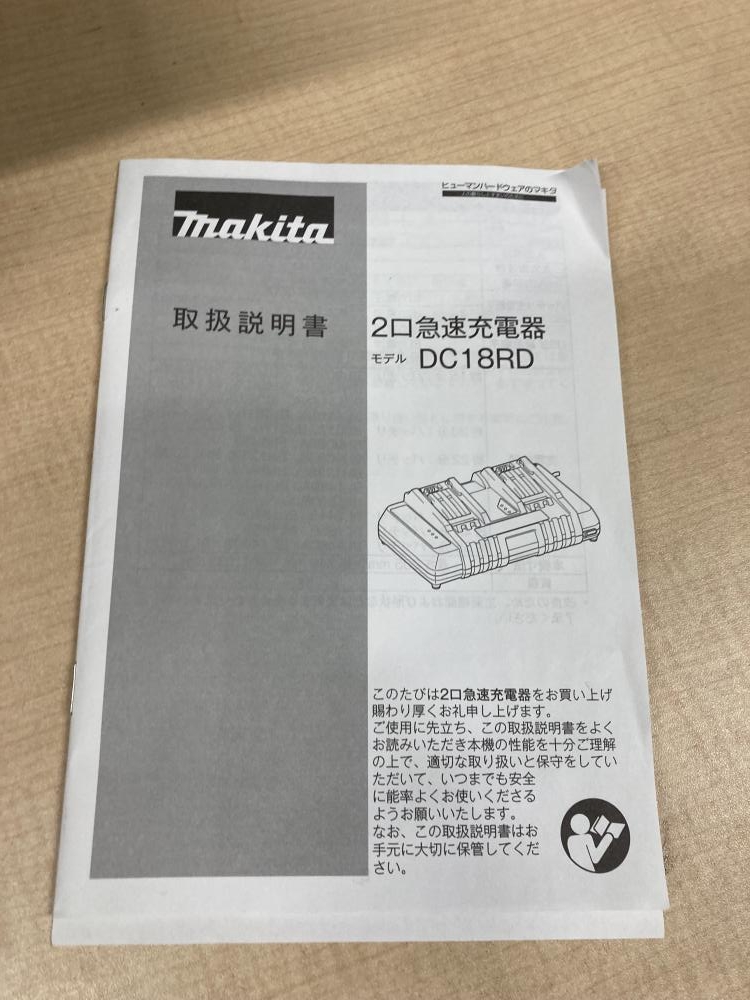 ヒューマンハードウェアのマキタ
makita
取扱説明書
2口急速充電器
モデル DC18RD
このたびは2口急速充電器をお買い上げ
賜わり厚くお礼申し上げます。
ご使用に先立ち、この取扱説明書をよく
お読みいただき本機の性能を十分ご理解
の上で、適切な取り扱いと保守をしてい
ただいて、いつまでも安全
に能率よくお使いくださる
ようお願いいたします。
なお、この取扱説明書はお
手元に大切に保管してくだ
さい。